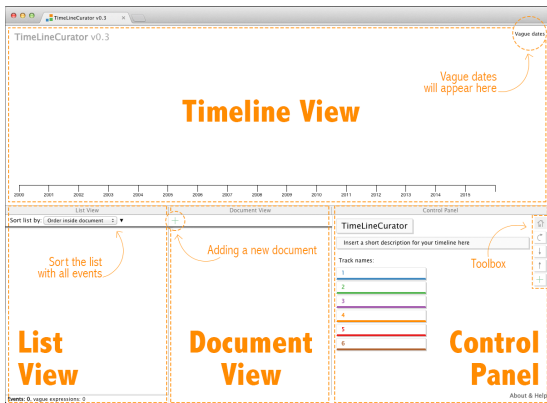 TimeLineCurator v0.3
TimeLineCurator v0.3
Vague dates
Vague dates
will appear here
Timeline View
2000 2001 2002 2003 2004 2005 2006 2007 2008 2009 2010 2011 2012 2013 2014 2015
List View
Document View
Control Panel
Sort list by: Order inside document
TimeLineCurator
Insert a short description for your timeline here
Adding a new document
Sort the list
with all events
Toolbox
Track names:
1
2
3
4
5
6
List
View
Document
View
Control
Panel
Events: 0, vague expressions: 0
About & Help